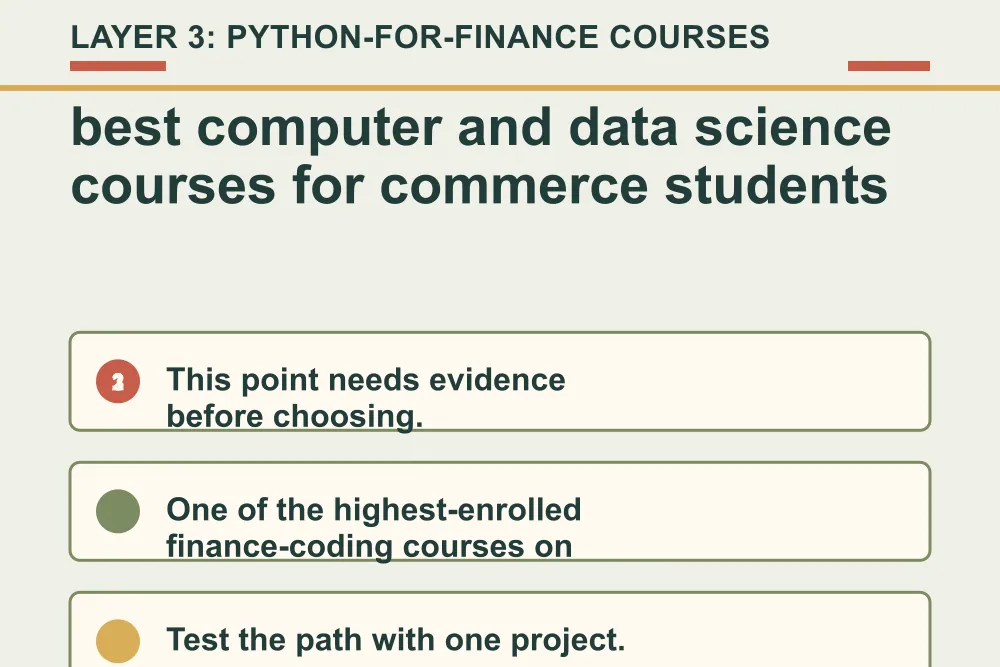 LAYER 3: PYTHON-FOR-FINANCE COURSES
best computer and data science
courses for commerce students
This point needs evidence
before choosing.
One of the highest-enrolled
finance-coding courses on
Test the path with one project.